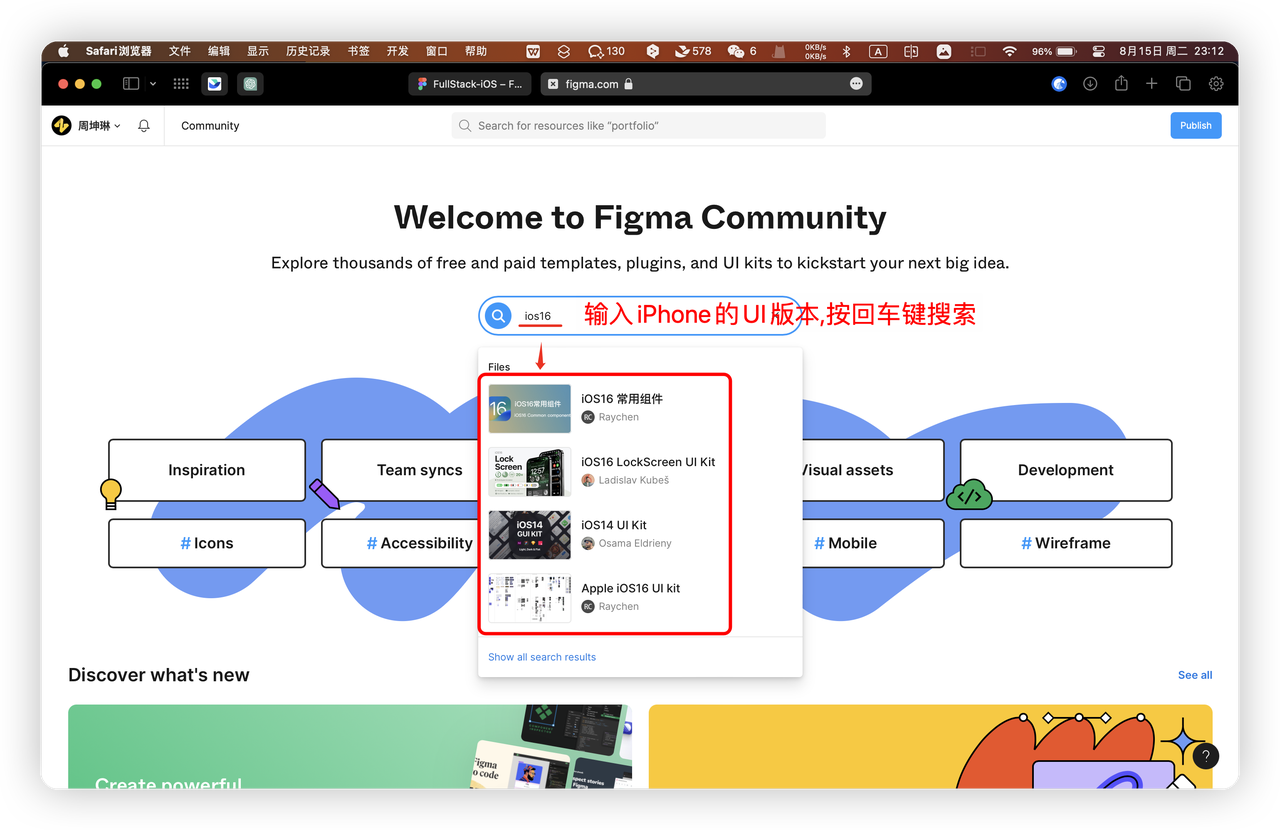 Safari浏览器 文件 编辑 显示 历史记录 书签 开发 窗口 帮助 130 578 6 0KB/s 0KB/s A 96% 8月15日 周二 23:12
FullStack-iOS – F... figma.com
周坤琳 Community Search for resources like “portfolio” Publish
Welcome to Figma Community
Explore thousands of free and paid templates, plugins, and UI kits to kickstart your next big idea.
ios16 输入iPhone的UI版本,按回车键搜索
Files
16 iOS16常用组件
iOS16 常用组件
RC Raychen
Lock Screen
iOS16 LockScreen UI Kit
Ladislav Kubeš
iOS14 GUI KIT
iOS14 UI Kit
Osama Eldrieny
Apple iOS16 UI kit
RC Raychen
Show all search results
Inspiration Team syncs Visual assets Development
</>
# Icons # Accessibility # Mobile # Wireframe
Discover what's new See all
Create powerful
?